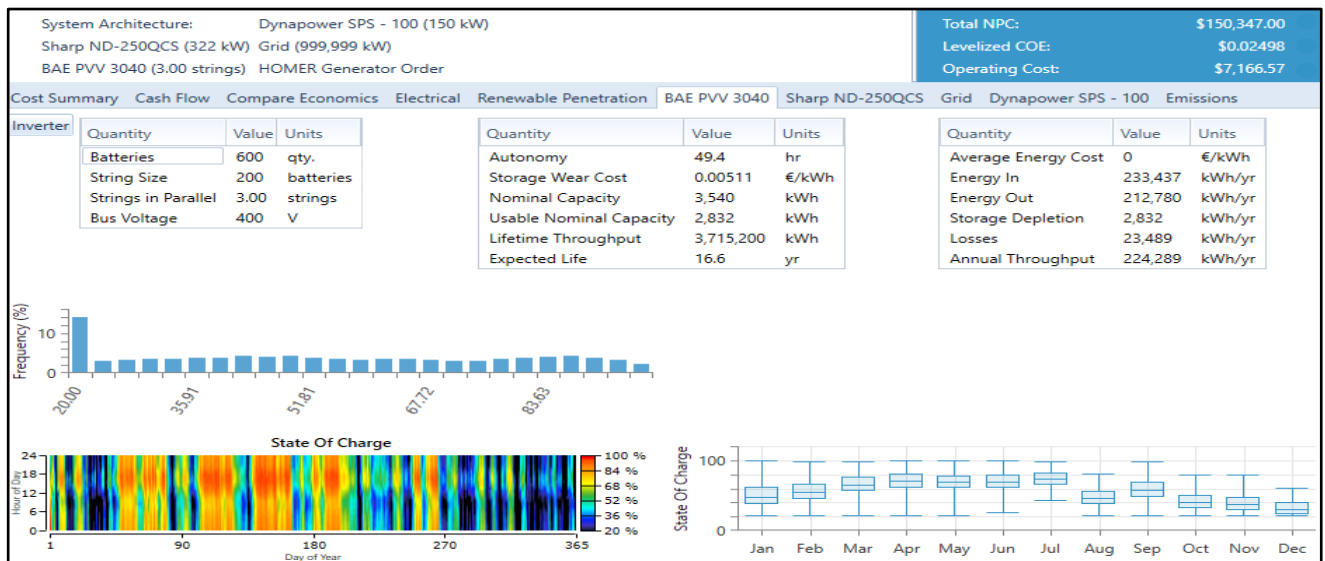 System Architecture: Dynapower SPS - 100 (150 kW)
Sharp ND-250QCS (322 kW) Grid (999,999 kW)
BAE PVV 3040 (3.00 strings) HOMER Generator Order
Total NPC: $150,347.00
Levelized COE: $0.02498
Operating Cost: $7,166.57
Cost Summary Cash Flow Compare Economics Electrical Renewable Penetration BAE PVV 3040 Sharp ND-250QCS Grid Dynapower SPS - 100 Emissions
Inverter
Quantity Value Units
Batteries 600 qty.
String Size 200 batteries
Strings in Parallel 3.00 strings
Bus Voltage 400 V
Quantity Value Units
Autonomy 49.4 hr
Storage Wear Cost 0.00511 €/kWh
Nominal Capacity 3,540 kWh
Usable Nominal Capacity 2,832 kWh
Lifetime Throughput 3,715,200 kWh
Expected Life 16.6 yr
Quantity Value Units
Average Energy Cost 0 €/kWh
Energy In 233,437 kWh/yr
Energy Out 212,780 kWh/yr
Storage Depletion 2,832 kWh/yr
Losses 23,489 kWh/yr
Annual Throughput 224,289 kWh/yr
Frequency (%)
10
0
20.00 35.91 51.81 67.72 83.63
State Of Charge
Hour of Day
24
18
12
6
0
1 90 180 270 365
Day of Year
100 %
84 %
68 %
52 %
36 %
20 %
State Of Charge
100
0
Jan Feb Mar Apr May Jun Jul Aug Sep Oct Nov Dec